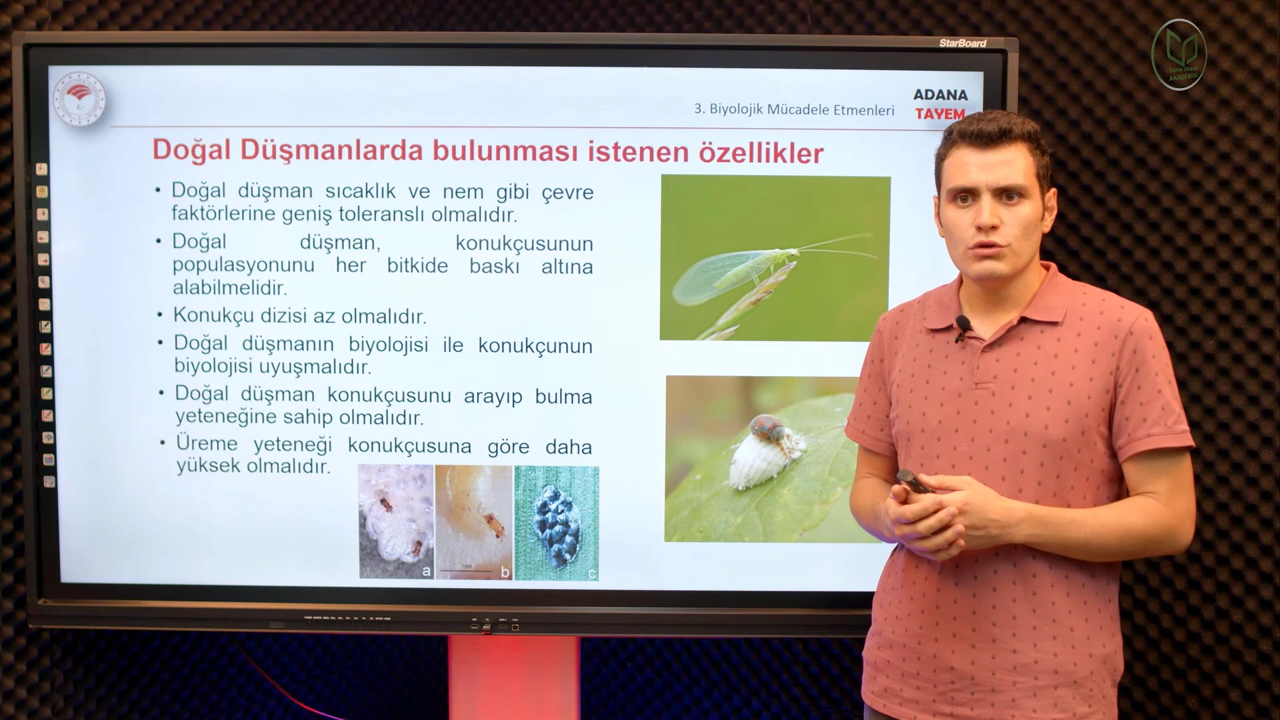 StarBoard
3. Biyolojik Mücadele Etmenleri
ADANA
TAYEM
AKADEMİSİ
Doğal Düşmanlarda bulunması istenen özellikler
• Doğal düşman sıcaklık ve nem gibi çevre
faktörlerine geniş toleranslı olmalıdır.
• Doğal düşman, konukçusunun
populasyonunu her bitkide baskı altına
alabilmelidir.
• Konukçu dizisi az olmalıdır.
• Doğal düşmanın biyolojisi ile konukçunun
biyolojisi uyuşmalıdır.
• Doğal düşman konukçusunu arayıp bulma
yeteneğine sahip olmalıdır.
• Üreme yeteneği konukçusuna göre daha
yüksek olmalıdır.
a
b
c